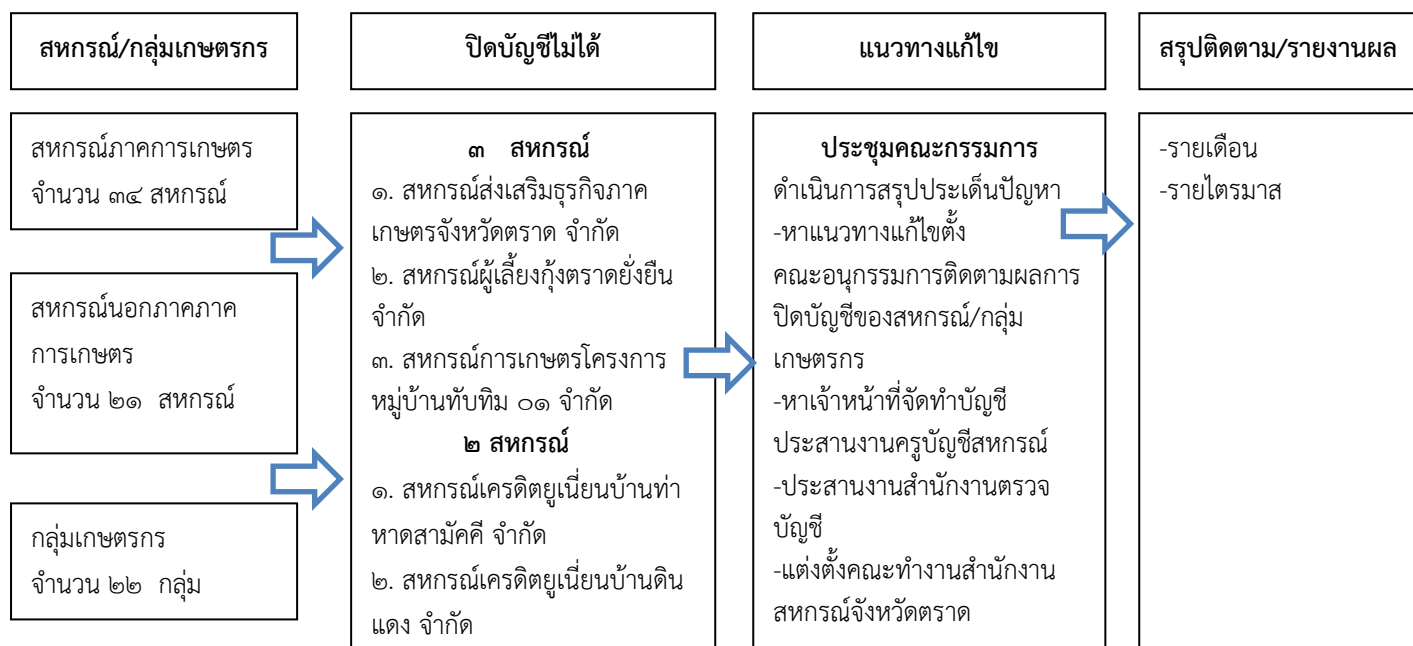 สหกรณ์/กลุ่มเกษตรกร
ปิดบัญชีไม่ได้
แนวทางแก้ไข
สรุปติดตาม/รายงานผล
สหกรณ์ภาคการเกษตร
จำนวน ๓๔ สหกรณ์
สหกรณ์นอกภาคภาค
การเกษตร
จำนวน ๒๑ สหกรณ์
กลุ่มเกษตรกร
จำนวน ๒๒ กลุ่ม
๓ สหกรณ์
๑. สหกรณ์ส่งเสริมธุรกิจภาค
เกษตรจังหวัดตราด จำกัด
๒. สหกรณ์ผู้เลี้ยงกุ้งตราดยั่งยืน
จำกัด
๓. สหกรณ์การเกษตรโครงการ
หมู่บ้านทับทิม ๐๑ จำกัด
๒ สหกรณ์
๑. สหกรณ์เครดิตยูเนี่ยนบ้านท่า
หาดสามัคคี จำกัด
๒. สหกรณ์เครดิตยูเนี่ยนบ้านดิน
แดง จำกัด
ประชุมคณะกรรมการ
ดำเนินการสรุปประเด็นปัญหา
-หาแนวทางแก้ไขตั้ง
คณะอนุกรรมการติดตามผลการ
ปิดบัญชีของสหกรณ์/กลุ่ม
เกษตรกร
-หาเจ้าหน้าที่จัดทำบัญชี
ประสานงานครูบัญชีสหกรณ์
-ประสานงานสำนักงานตรวจ
บัญชี
-แต่งตั้งคณะทำงานสำนักงาน
สหกรณ์จังหวัดตราด
-รายเดือน
-รายไตรมาส